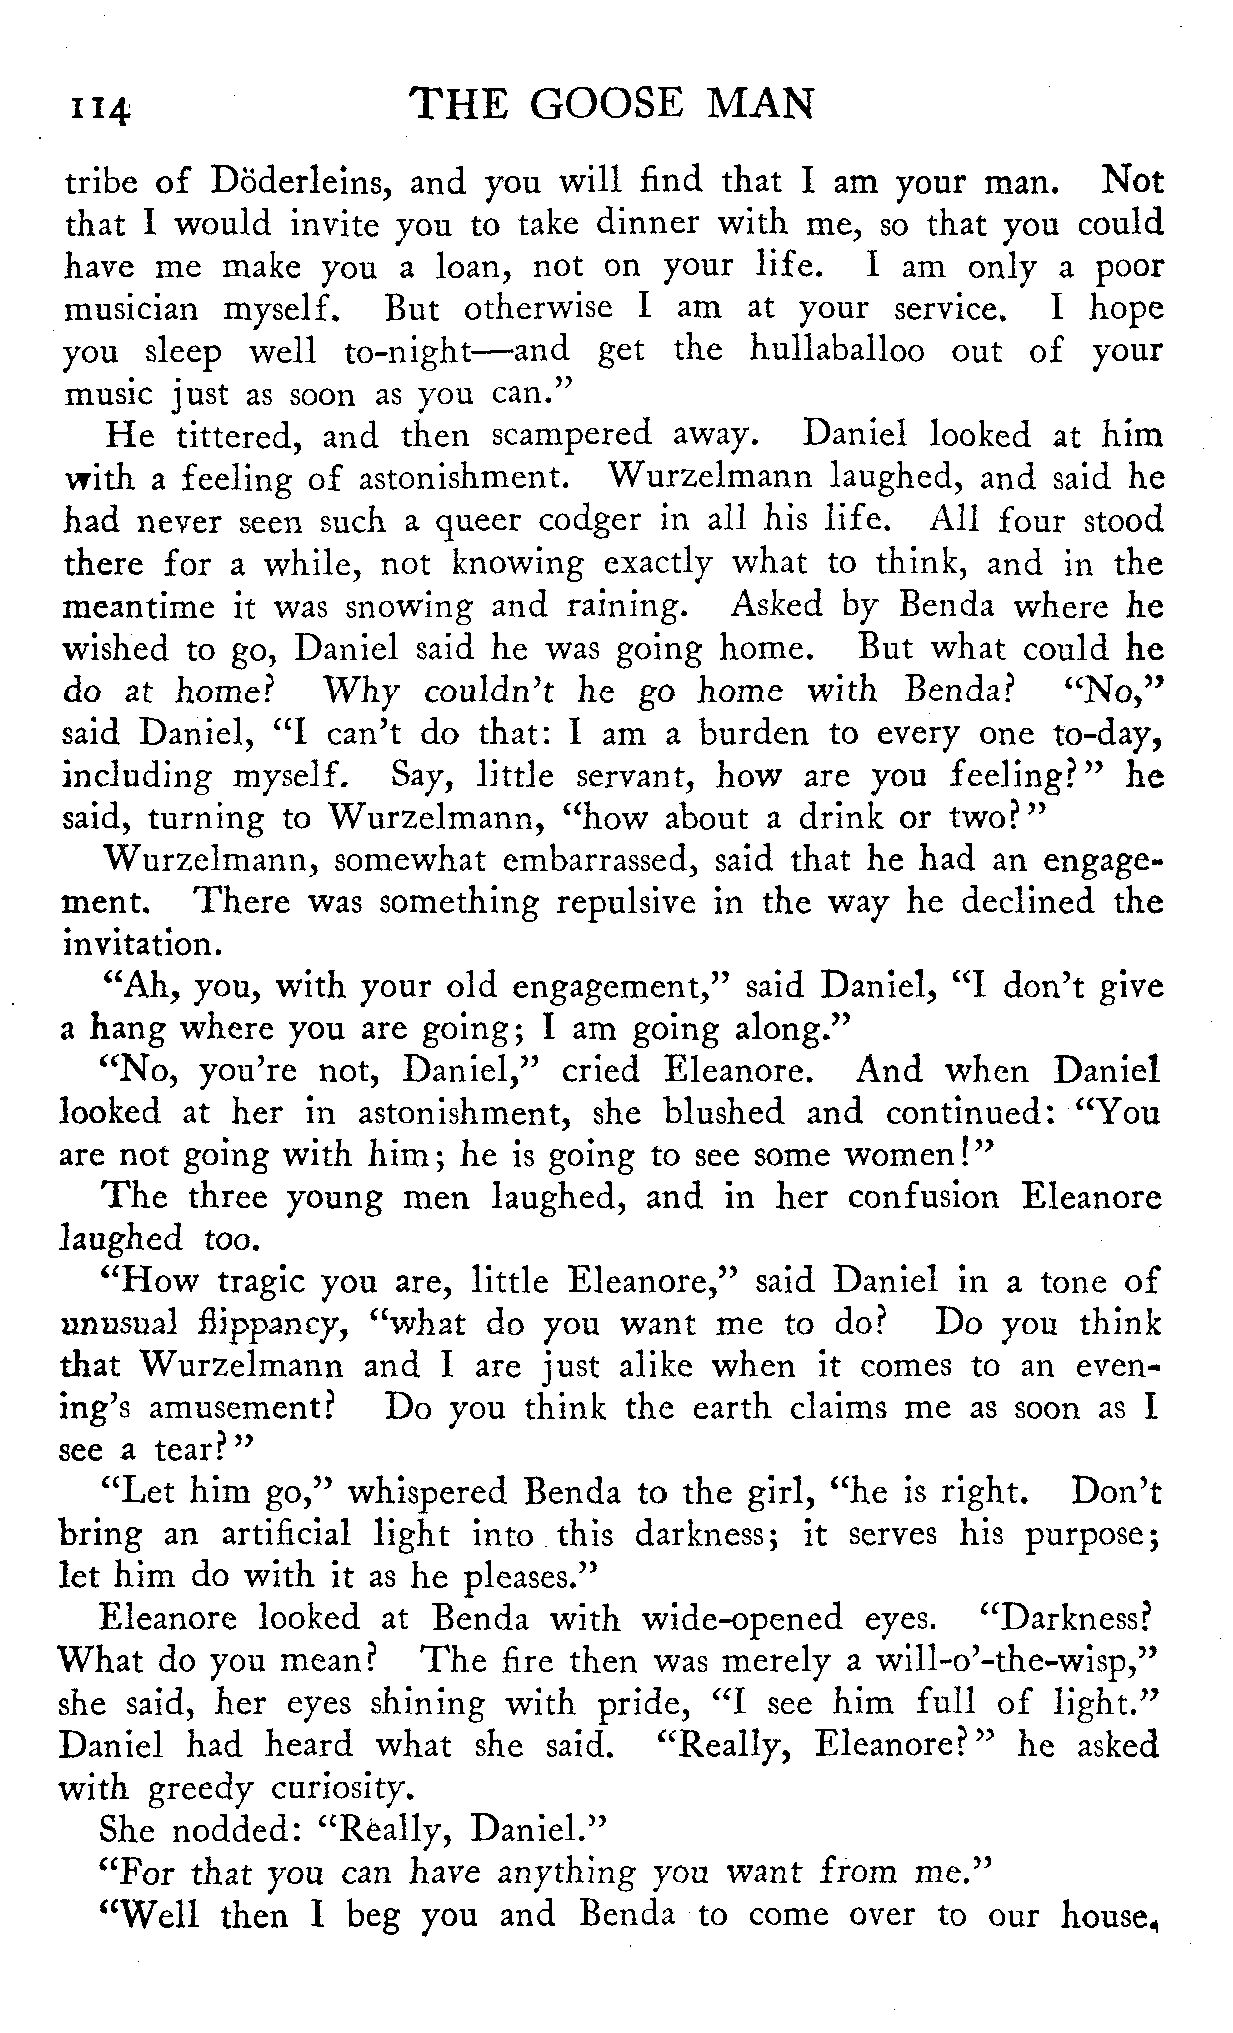 114 THE GOOSE MAN
tribe of Döderleins, and you will find that I am your man. Not
that I would invite you to take dinner with me, so that you could
have me make you a loan, not on your life. I am only a poor
musician myself. But otherwise I am at your service. I hope
you sleep well to-night—and get the hullaballoo out of your
music just as soon as you can.”
He tittered, and then scampered away. Daniel looked at him
with a feeling of astonishment. Wurzelmann laughed, and said he
had never seen such a queer codger in all his life. All four stood
there for a while, not knowing exactly what to think, and in the
meantime it was snowing and raining. Asked by Benda where he
wished to go, Daniel said he was going home. But what could he
do at home? Why couldn’t he go home with Benda? “No,”
said Daniel, “I can’t do that: I am a burden to every one to-day,
including myself. Say, little servant, how are you feeling?” he
said, turning to Wurzelmann, “how about a drink or two?”
Wurzelmann, somewhat embarrassed, said that he had an engage-
ment. There was something repulsive in the way he declined the
invitation.
“Ah, you, with your old engagement,” said Daniel, “I don’t give
a hang where you are going; I am going along.”
“No, you’re not, Daniel,” cried Eleanore. And when Daniel
looked at her in astonishment, she blushed and continued: “You
are not going with him; he is going to see some women!”
The three young men laughed, and in her confusion Eleanore
laughed too.
“How tragic you are, little Eleanore,” said Daniel in a tone of
unusual flippancy, “what do you want me to do? Do you think
that Wurzelmann and I are just alike when it comes to an even-
ing’s amusement? Do you think the earth claims me as soon as I
see a tear?”
“Let him go,” whispered Benda to the girl, “he is right. Don’t
bring an artificial light into this darkness; it serves his purpose;
let him do with it as he pleases.”
Eleanore looked at Benda with wide-opened eyes. “Darkness?
What do you mean? The fire then was merely a will-o’-the-wisp,”
she said, her eyes shining with pride, “I see him full of light.”
Daniel had heard what she said. “Really, Eleanore?” he asked
with greedy curiosity.
She nodded: “Really, Daniel.”
“For that you can have anything you want from me.”
“Well then I beg you and Benda to come over to our house,